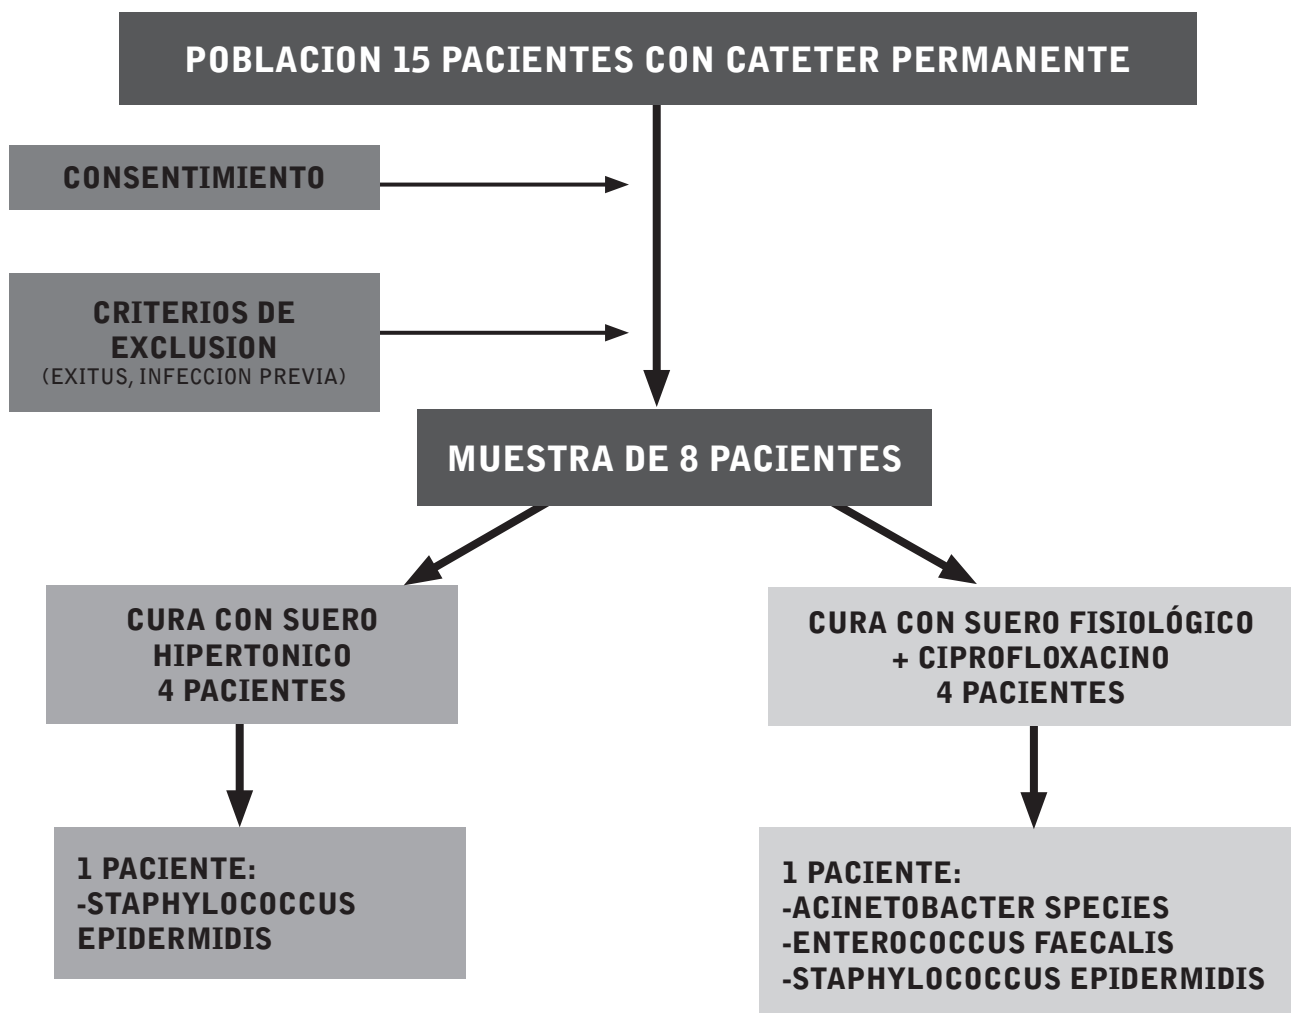 POBLACION 15 PACIENTES CON CATETER PERMANENTE
CONSENTIMIENTO
CRITERIOS DE
EXCLUSION
(EXITUS, INFECCION PREVIA)
MUESTRA DE 8 PACIENTES
CURA CON SUERO
HIPERTONICO
4 PACIENTES
CURA CON SUERO FISIOLÓGICO
+ CIPROFLOXACINO
4 PACIENTES
1 PACIENTE:
-STAPHYLOCOCCUS
EPIDERMIDIS
1 PACIENTE:
-ACINETOBACTER SPECIES
-ENTEROCOCCUS FAECALIS
-STAPHYLOCOCCUS EPIDERMIDIS